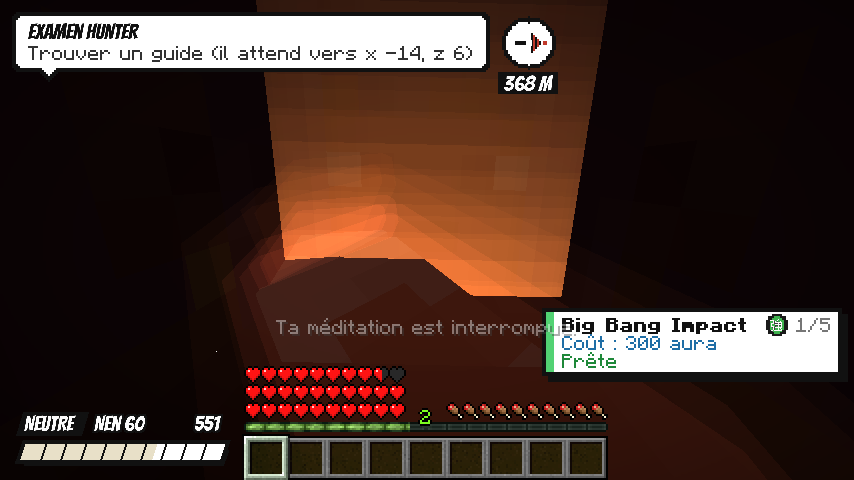 EXAMEN HUNTER
Trouver un guide (il attend vers x -14, z 6)
368 M
Ta méditation est interrompue.
Big Bang Impact 1/5
Coût : 300 aura
Prête
2
NEUTRE NEN 60 551